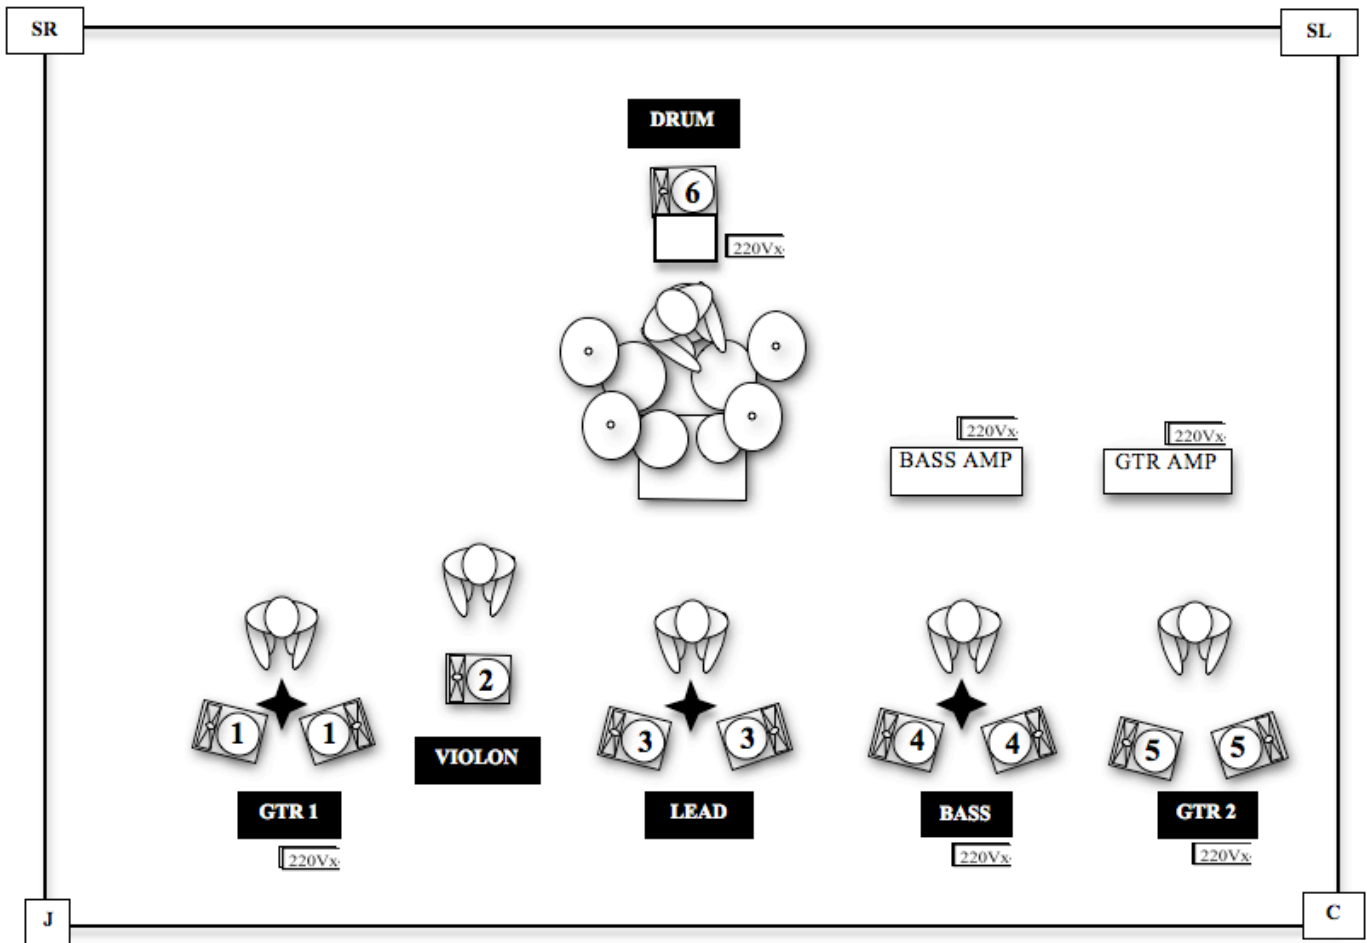 SR
SL
DRUM
6
220Vx
220Vx
220Vx
BASS AMP
GTR AMP
2
1
1
3
3
4
4
5
5
VIOLON
GTR 1
LEAD
BASS
GTR 2
220Vx
220Vx
220Vx
J
C